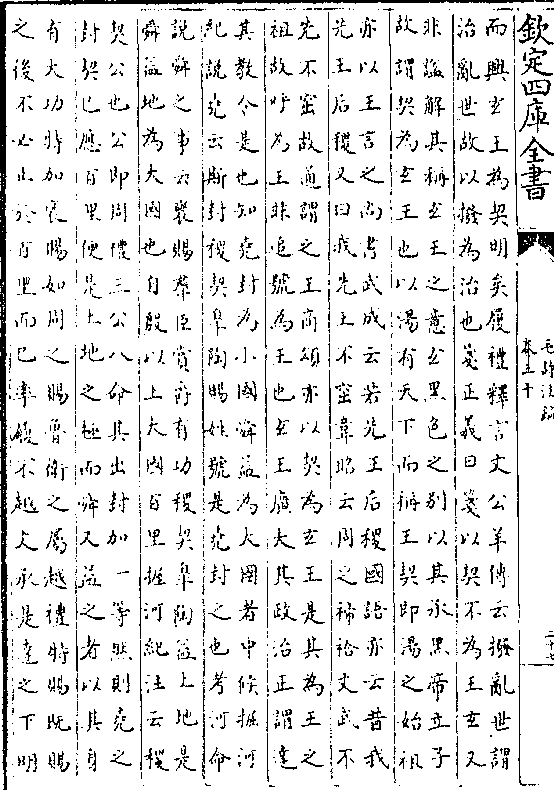 欽定四庫全書
毛詩注疏
卷三十
而興玄王為契明矣履禮釋言文公羊傳云撥亂世謂
治亂世故以撥為治也箋正義曰箋以契不為王玄又
非諡解其稱玄王之意玄黑色之别以其承黑帝立子
故謂契為玄王也以湯有天下而稱王契即湯之始祖
亦以王言之尚書武成云若先王后稷國語亦云昔我
先王后稷又曰我先王不窋韋昭云周之禘祫文武不
先不窋故通謂之王商頌亦以契為玄王是其為王之
祖故呼為王非追號為王也玄王廣大其政治正謂達
其教令是也知堯封為小國舜益為大國者中候握河
紀說堯云斯封稷契臯陶賜姓號是堯封之也考河命
說舜之事云褒賜羣臣賞爵有功稷契臯陶益土地是
舜益地為大國也自殷以上大國百里握河紀注云稷
契公也公即周禮三公八命其出封加一等然則堯之
封契已應百里便是土地之極而舜又益之者以其身
有大功特加褒賜如周之賜魯衛之屬越禮特賜既賜
之後不必止於百里而已率履不越文承是達之下明